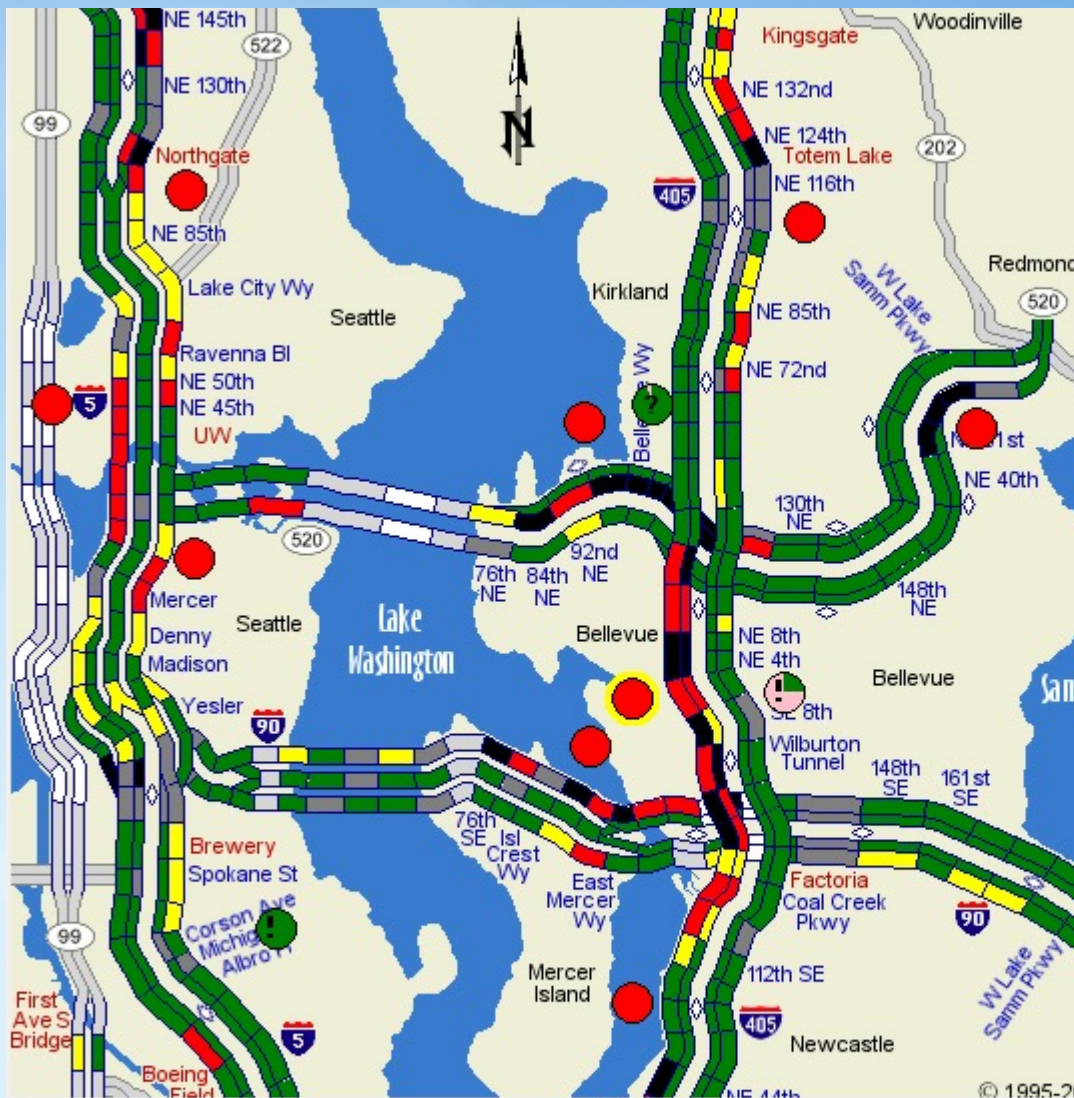 NE 145th
522
Woodinville
Kingsgate
NE 130th
NE 132nd
99
N
NE 124th
Northgate
Totem Lake
202
405
NE 116th
NE 85th
W Lake
Samm Pkwy
Redmond
Lake City Wy
Kirkland
520
Seattle
NE 85th
Ravenna Bl
NE 72nd
NE 50th
5
?
NE 45th
UW
NE 40th
130th
NE
520
92nd
NE
76th
NE
84th
NE
148th
NE
Mercer
Lake
Washington
Seattle
Denny
Bellevue
NE 8th
NE 4th
Madison
Bellevue
Yesler
!
SE 8th
90
Wilburton
Tunnel
148th
SE
161st
SE
76th
SE
Isl
Crest
Wy
Brewery
Spokane St
East
Mercer
Wy
Factoria
Coal Creek
Pkwy
90
Corson Ave
!
99
Mercer
Island
112th SE
W Lake
Samm Pkwy
First
Ave S
Bridge
5
405
Newcastle
Boeing
Field
NE 44th
© 1995-2